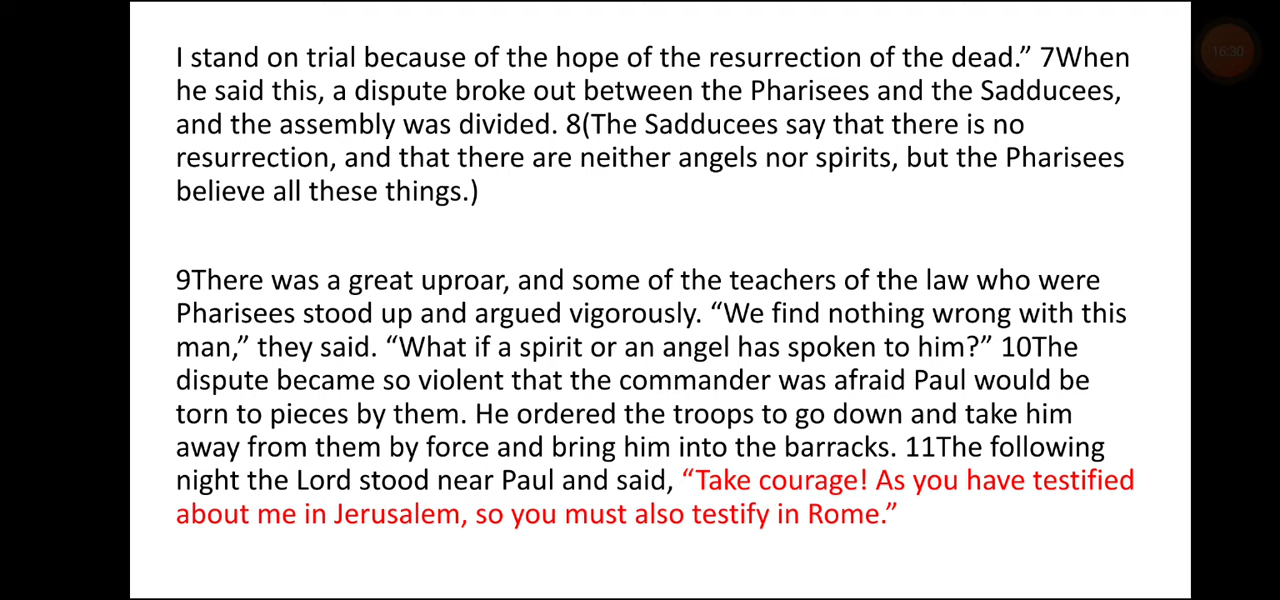 I stand on trial because of the hope of the resurrection of the dead.” 7When
he said this, a dispute broke out between the Pharisees and the Sadducees,
and the assembly was divided. 8(The Sadducees say that there is no
resurrection, and that there are neither angels nor spirits, but the Pharisees
believe all these things.)
9There was a great uproar, and some of the teachers of the law who were
Pharisees stood up and argued vigorously. “We find nothing wrong with this
man,” they said. “What if a spirit or an angel has spoken to him?” 10The
dispute became so violent that the commander was afraid Paul would be
torn to pieces by them. He ordered the troops to go down and take him
away from them by force and bring him into the barracks. 11The following
night the Lord stood near Paul and said, “Take courage! As you have testified
about me in Jerusalem, so you must also testify in Rome.”
16:30